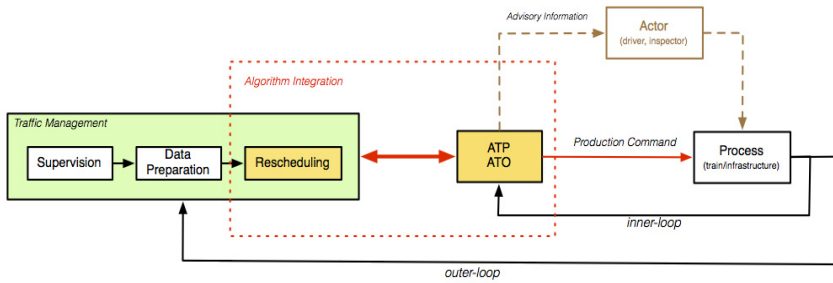 Advisory Information
Actor
(driver, inspector)
Algorithm Integration
Traffic Management
Supervision
Data
Preparation
Rescheduling
ATP
ATO
Production Command
Process
(train/infrastructure)
inner-loop
outer-loop